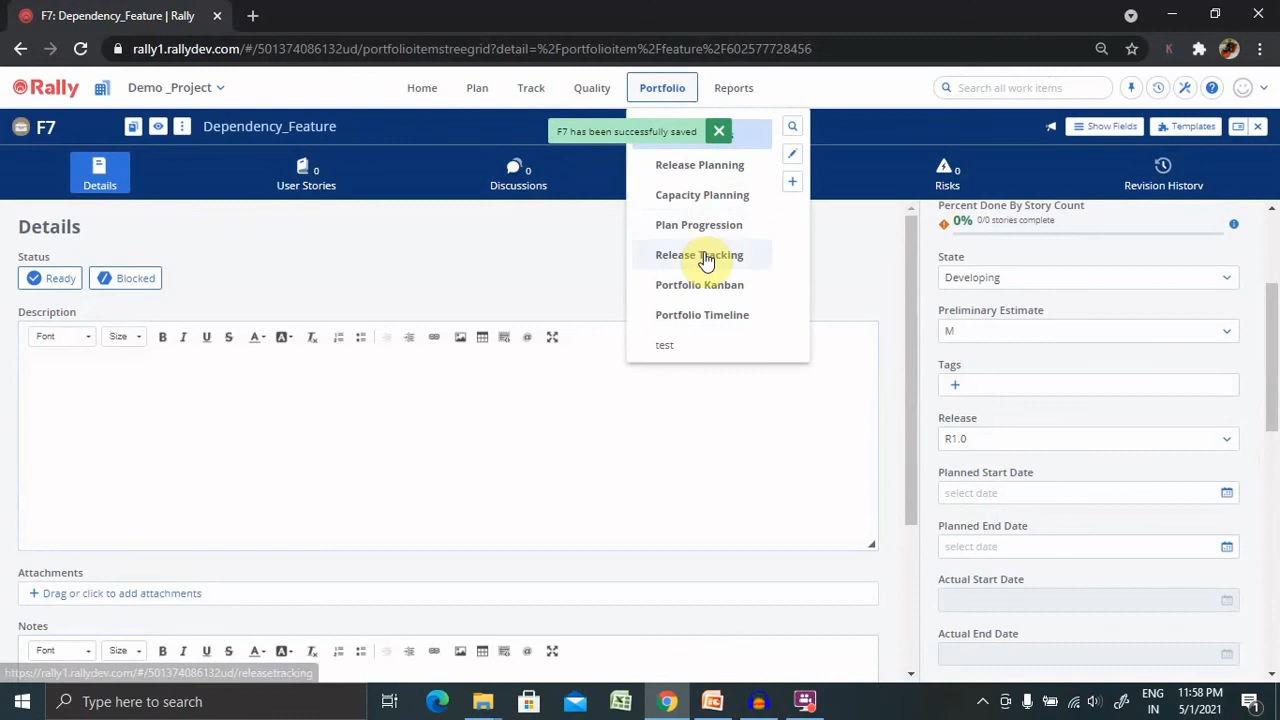 F7: Dependency_Feature | Rally
rally1.rallydev.com/#/501374086132ud/portfolioitemstreegrid?detail=%2Fportfolioitem%2Ffeature%2F602577728456
Rally
Demo _Project
Home
Plan
Track
Quality
Portfolio
Reports
Search all work items
F7
Dependency_Feature
F7 has been successfully saved
Show Fields
Templates
Details
0
User Stories
0
Discussions
0
Risks
Revision History
Release Planning
Capacity Planning
Plan Progression
Release Tracking
Portfolio Kanban
Portfolio Timeline
test
Details
Status
Ready
Blocked
Description
Font
Size
Attachments
Drag or click to add attachments
Notes
Font
Size
Percent Done By Story Count
0% 0/0 stories complete
State
Developing
Preliminary Estimate
M
Tags
Release
R1.0
Planned Start Date
select date
Planned End Date
select date
Actual Start Date
Actual End Date
https://rally1.rallydev.com/#/501374086132ud/releasetracking
Type here to search
ENG
IN
11:58 PM
5/1/2021
1